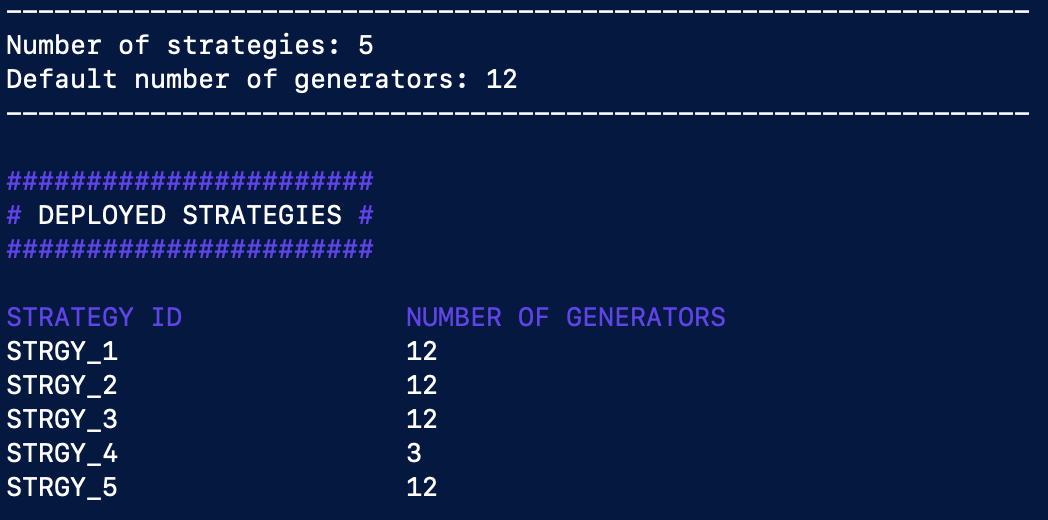 ----------------------------------------------------------------
Number of strategies: 5
Default number of generators: 12
----------------------------------------------------------------
#######################
# DEPLOYED STRATEGIES #
#######################
STRATEGY ID NUMBER OF GENERATORS
STRGY_1 12
STRGY_2 12
STRGY_3 12
STRGY_4 3
STRGY_5 12